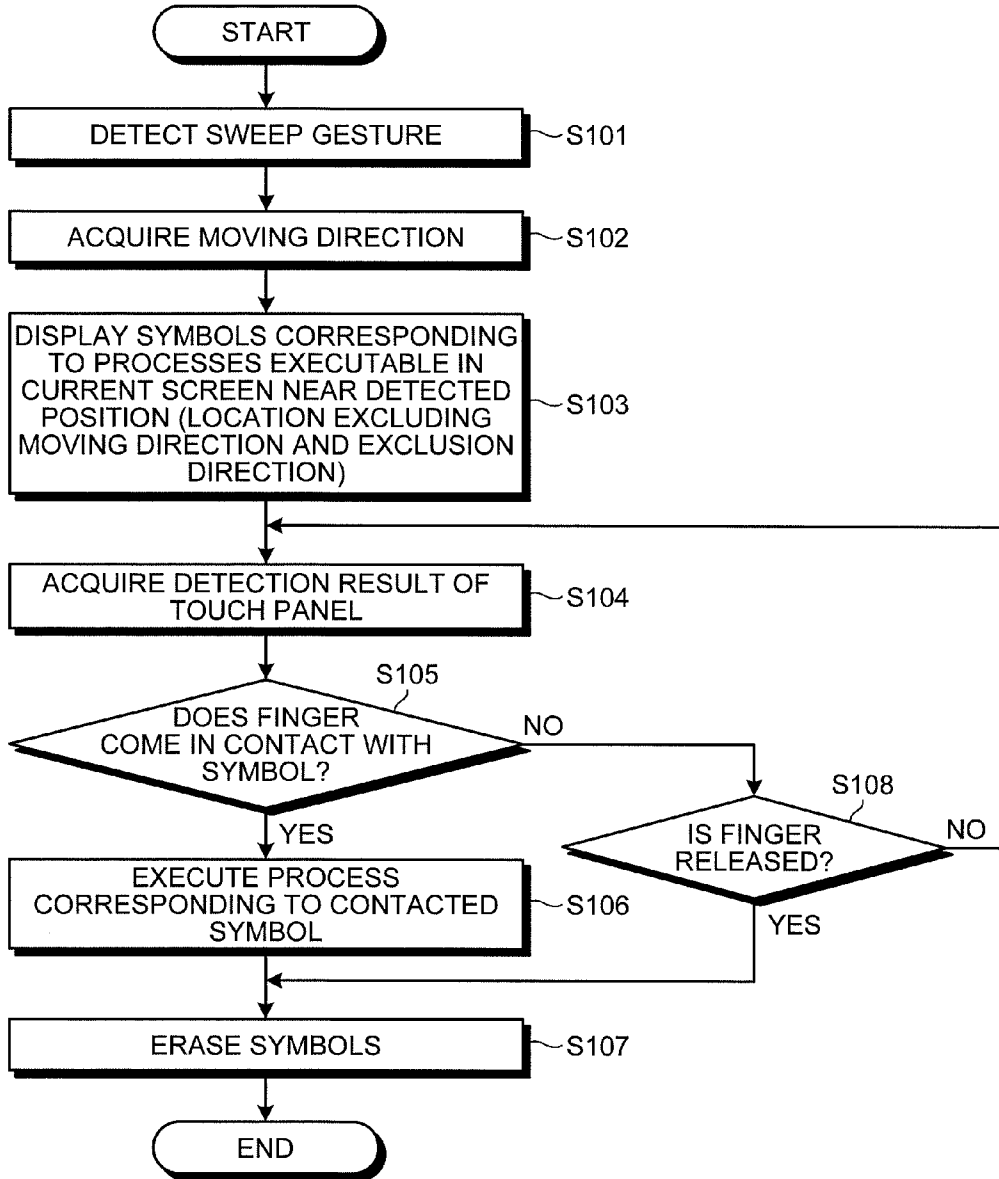 START
DETECT SWEEP GESTURE
S101
ACQUIRE MOVING DIRECTION
S102
DISPLAY SYMBOLS CORRESPONDING
TO PROCESSES EXECUTABLE IN
CURRENT SCREEN NEAR DETECTED
POSITION (LOCATION EXCLUDING
MOVING DIRECTION AND EXCLUSION
DIRECTION)
S103
ACQUIRE DETECTION RESULT OF
TOUCH PANEL
S104
S105
DOES FINGER
COME IN CONTACT WITH
SYMBOL?
NO
YES
S108
IS FINGER
RELEASED?
NO
YES
EXECUTE PROCESS
CORRESPONDING TO CONTACTED
SYMBOL
S106
ERASE SYMBOLS
S107
END